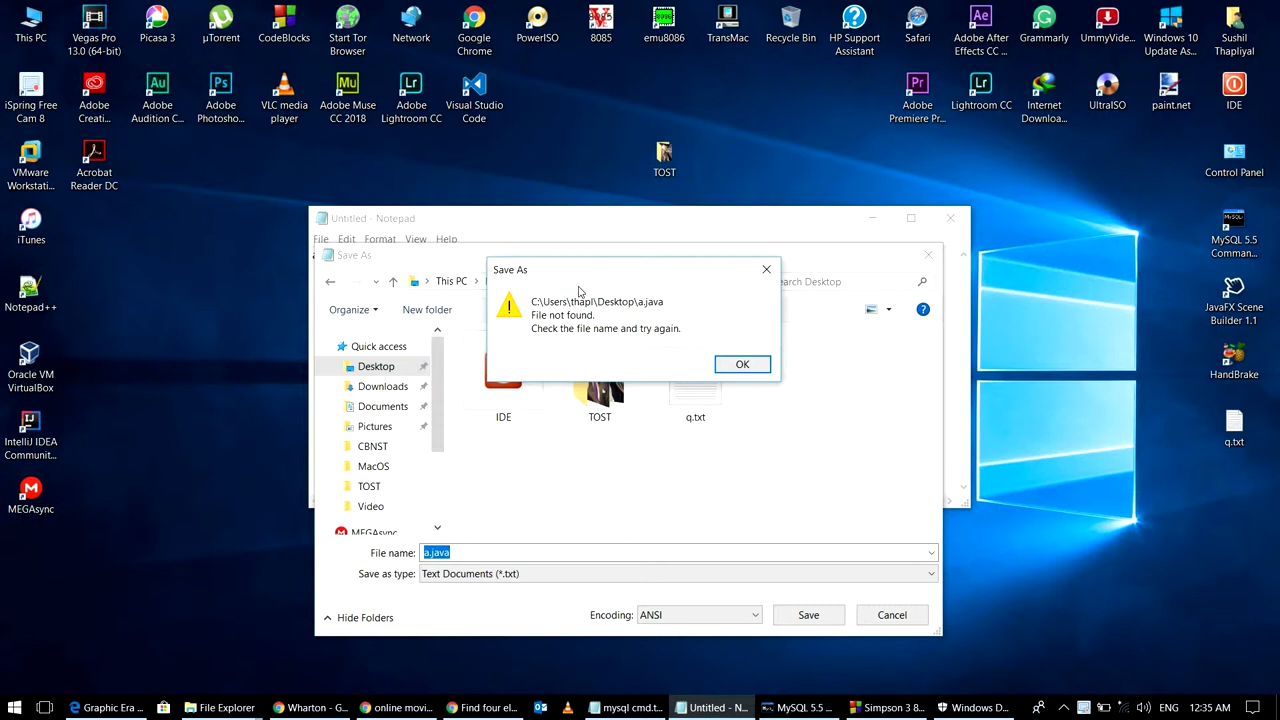 This PC
Vegas Pro
13.0 (64-bit)
Picasa 3
µTorrent
CodeBlocks
Start Tor
Browser
Network
Google
Chrome
PowerISO
8085
emu8086
TransMac
Recycle Bin
HP Support
Assistant
Safari
Adobe After
Effects CC ...
Grammarly
UmmyVide...
Windows 10
Update As...
Sushil
Thapliyal
iSpring Free
Cam 8
Adobe
Creati...
Adobe
Audition C...
Adobe
Photosho...
VLC media
player
Adobe Muse
CC 2018
Adobe
Lightroom CC
Visual Studio
Code
Adobe
Premiere Pr...
Lightroom CC
Internet
Downloa...
UltraISO
paint.net
IDE
VMware
Workstati...
Acrobat
Reader DC
TOST
Control Panel
iTunes
MySQL 5.5
Comman...
Notepad++
JavaFX Scene
Builder 1.1
Oracle VM
VirtualBox
HandBrake
IntelliJ IDEA
Communit...
q.txt
MEGAsync
Untitled - Notepad
File Edit Format View Help
Save As
This PC
Desktop
Organize
New folder
Save As
C:\Users\thapl\Desktop\a.java
File not found.
Check the file name and try again.
OK
Quick access
Desktop
Downloads
Documents
Pictures
CBNST
MacOS
TOST
Video
MEGAsync
IDE
TOST
q.txt
File name: a.java
Save as type: Text Documents (*.txt)
Hide Folders
Encoding: ANSI
Save
Cancel
Graphic Era ...
File Explorer
Wharton - G...
online movi...
Find four el...
mysql cmd.t...
Untitled - N...
MySQL 5.5 ...
Simpson 3 8...
Windows D...
ENG
12:35 AM